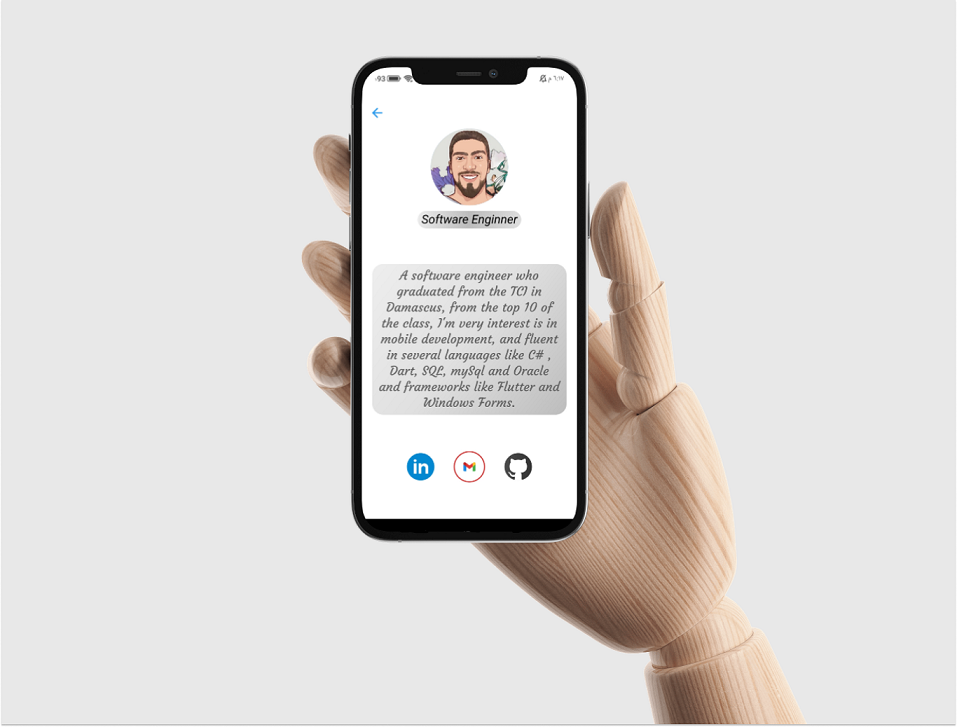 93
٦:١٧ م
Software Enginner
A software engineer who
graduated from the TCI in
Damascus, from the top 10 of
the class, I'm very interest is in
mobile development, and fluent
in several languages like C# ,
Dart, SQL, mySql and Oracle
and frameworks like Flutter and
Windows Forms.
in